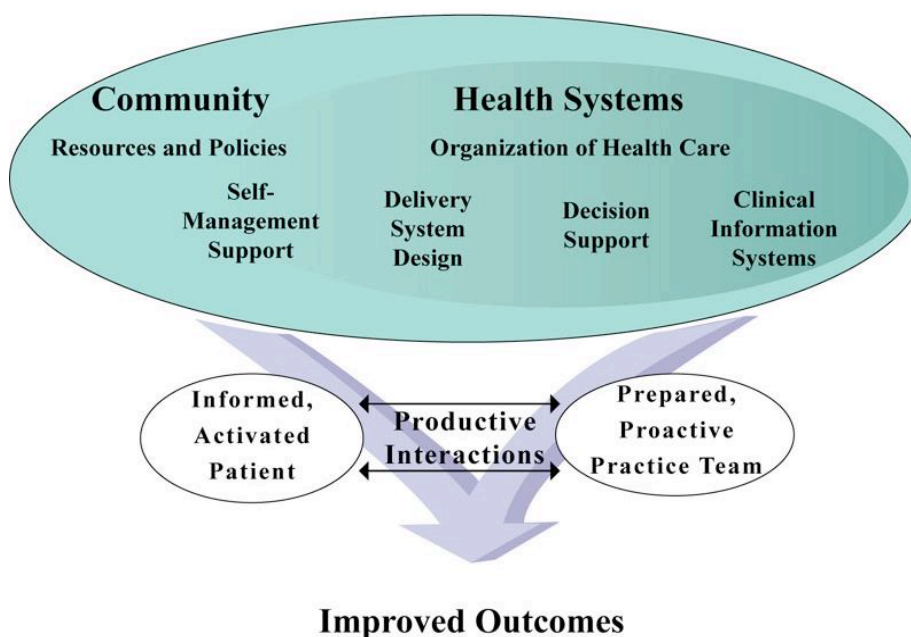 Community
Health Systems
Resources and Policies
Organization of Health Care
Self-
Management
Support
Delivery
System
Design
Decision
Support
Clinical
Information
Systems
Informed,
Activated
Patient
Productive
Interactions
Prepared,
Proactive
Practice Team
Improved Outcomes